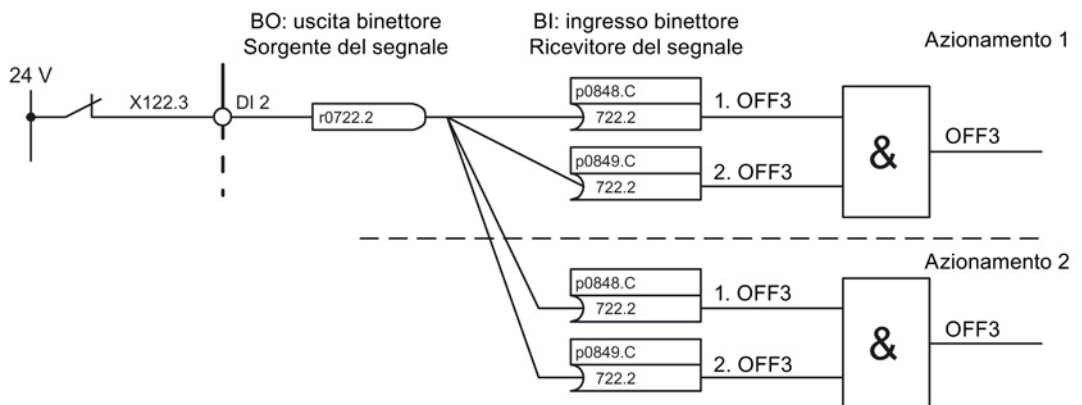 BO: uscita binettore
Sorgente del segnale
BI: ingresso binettore
Ricevitore del segnale
Azionamento 1
24 V
X122.3
DI 2
r0722.2
p0848.C
722.2
1. OFF3
p0849.C
722.2
2. OFF3
&
OFF3
Azionamento 2
p0848.C
722.2
1. OFF3
p0849.C
722.2
2. OFF3
&
OFF3